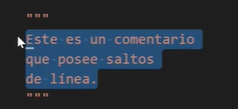 """
Este es un comentario
que posee saltos
de línea.
"""